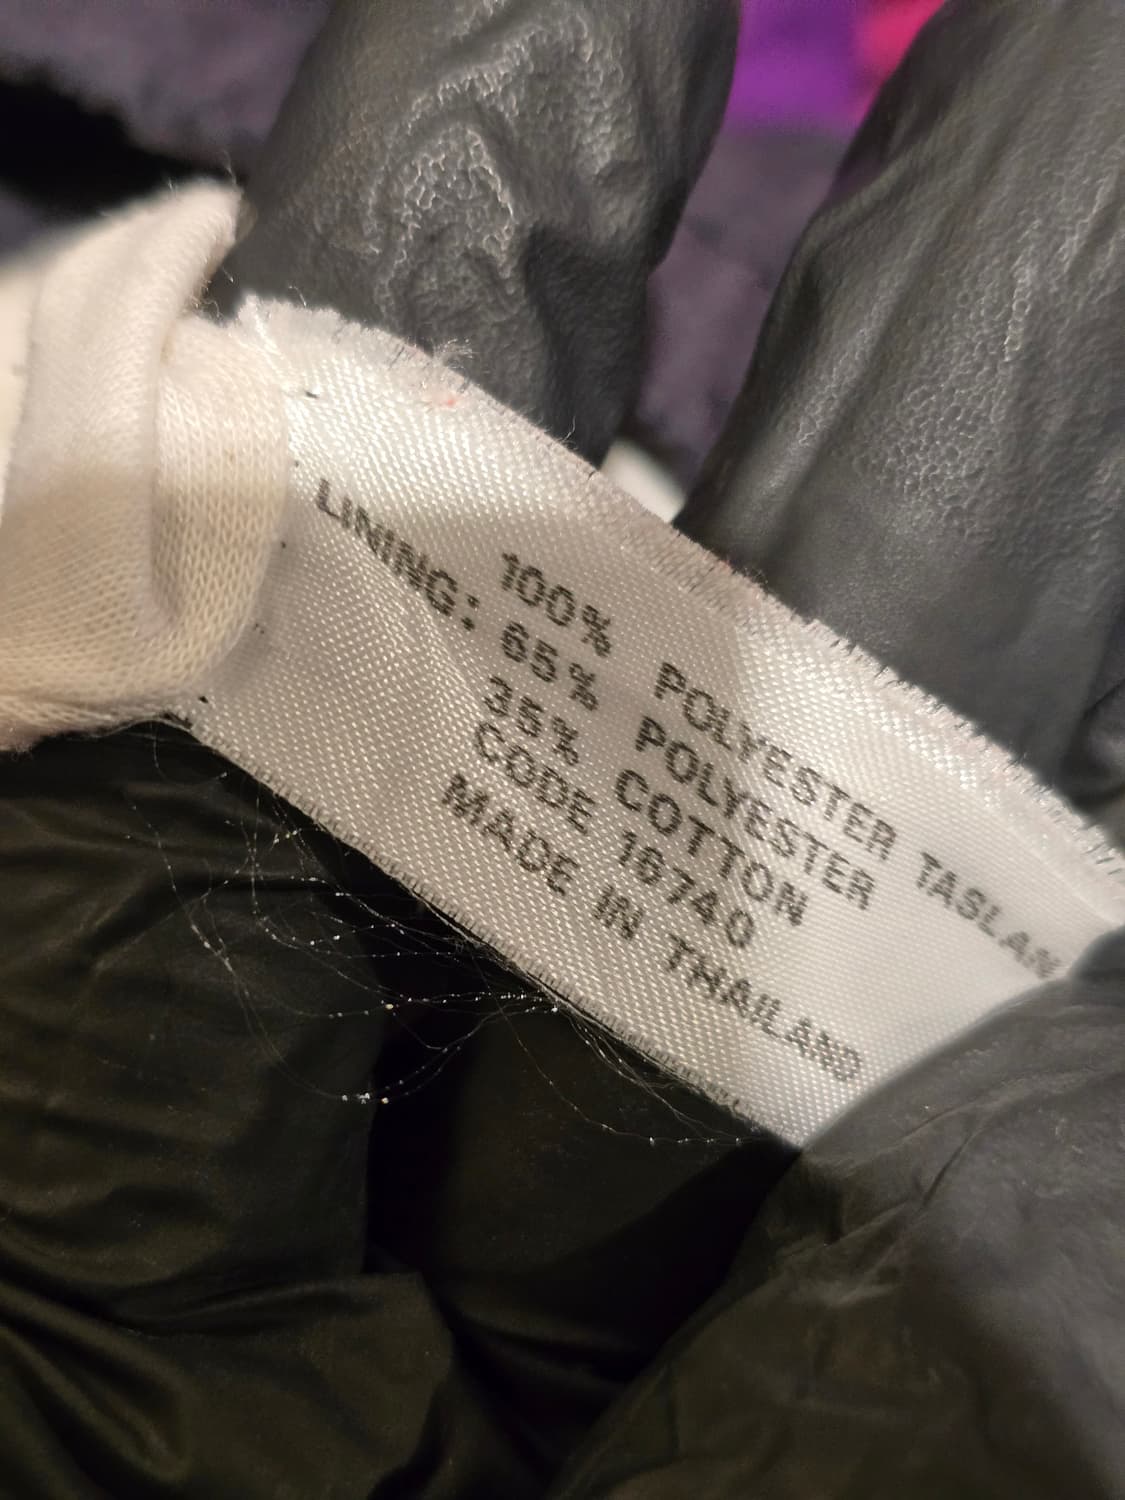 100% POLYESTER TASLAN
LINING: 65% POLYESTER
35% COTTON
CODE 16740
MADE IN THAILAND